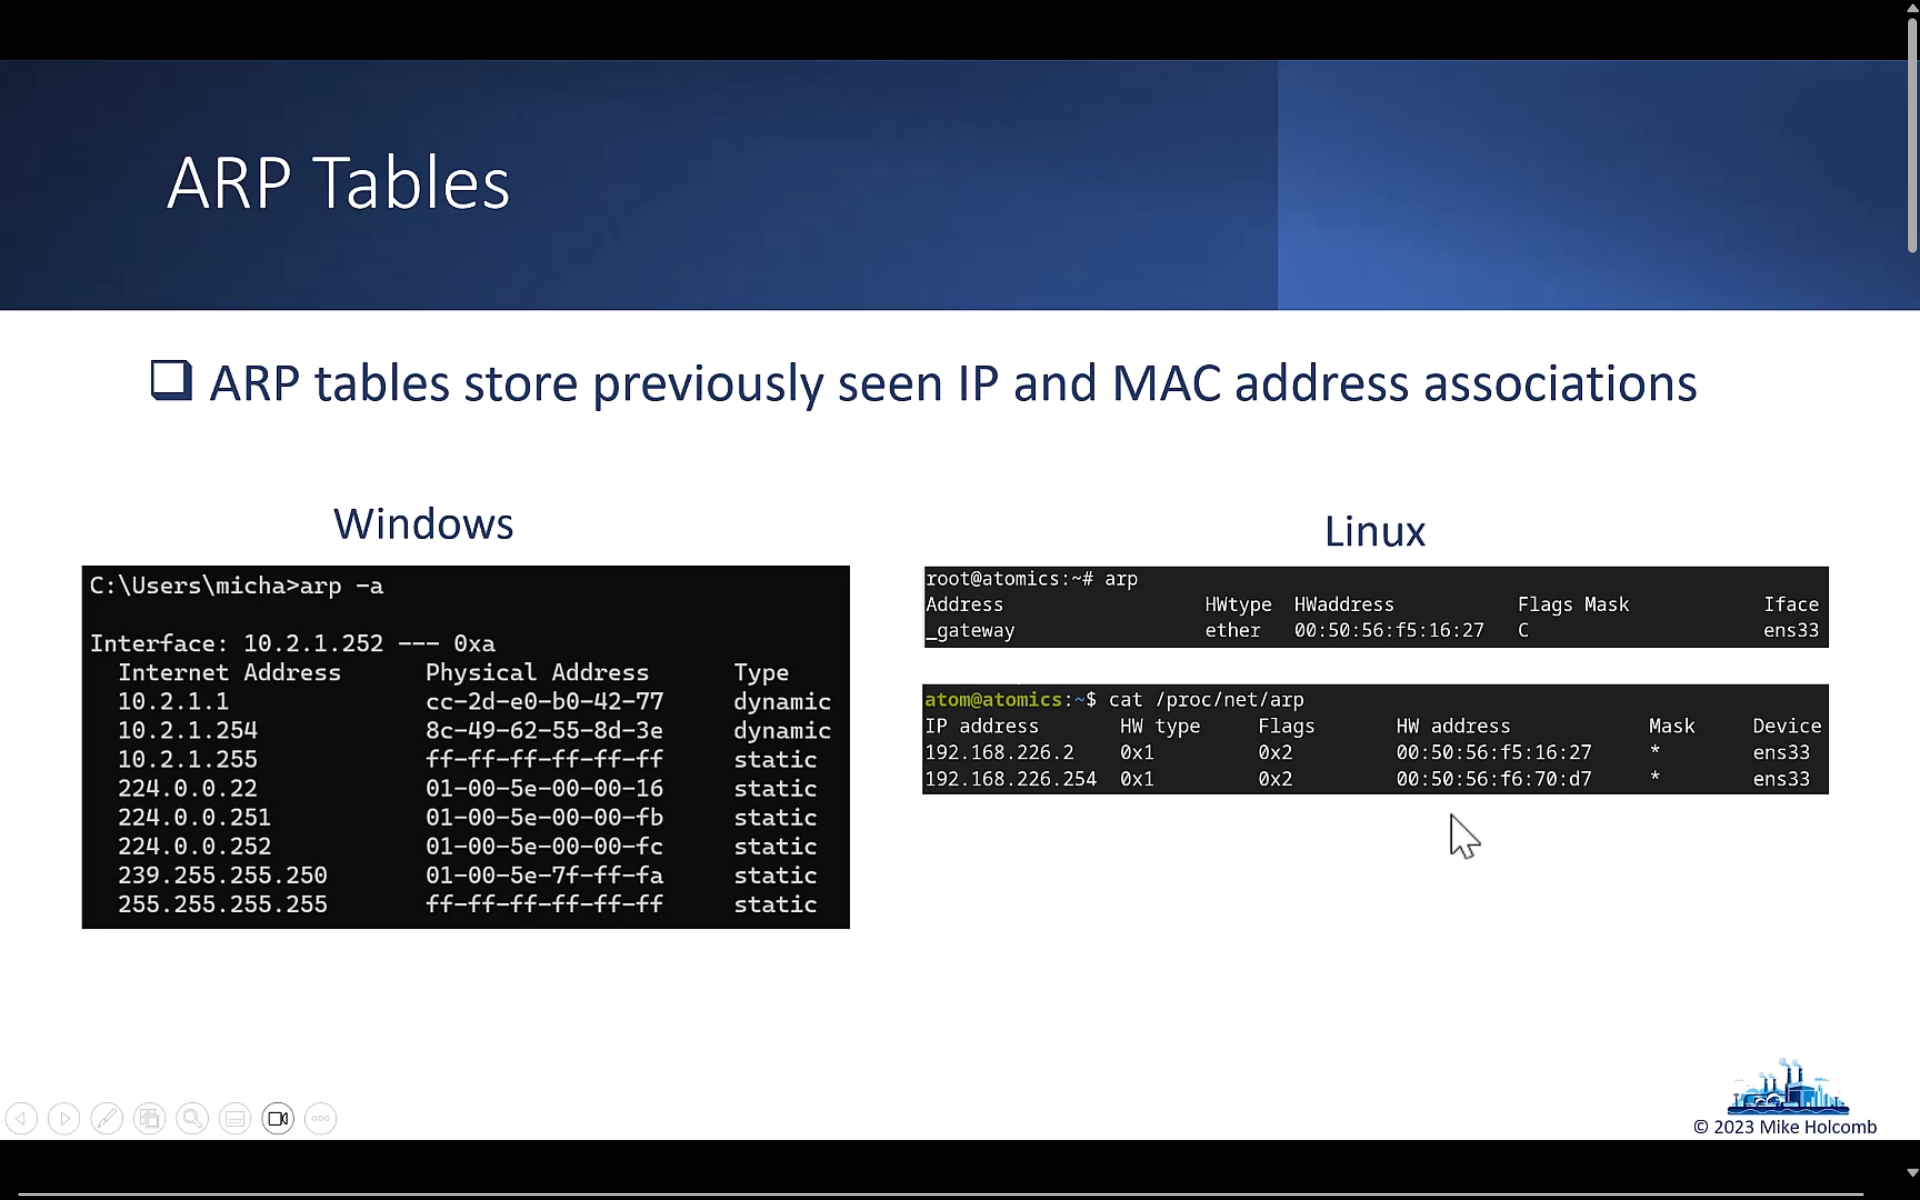 ARP Tables
❑ ARP tables store previously seen IP and MAC address associations
Windows
C:\Users\micha>arp -a
Interface: 10.2.1.252 --- 0xa
Internet Address Physical Address Type
10.2.1.1 cc-2d-e0-b0-42-77 dynamic
10.2.1.254 8c-49-62-55-8d-3e dynamic
10.2.1.255 ff-ff-ff-ff-ff-ff static
224.0.0.22 01-00-5e-00-00-16 static
224.0.0.251 01-00-5e-00-00-fb static
224.0.0.252 01-00-5e-00-00-fc static
239.255.255.250 01-00-5e-7f-ff-fa static
255.255.255.255 ff-ff-ff-ff-ff-ff static
Linux
root@atomics:~# arp
Address HWtype HWaddress Flags Mask Iface
_gateway ether 00:50:56:f5:16:27 C ens33
atom@atomics:~$ cat /proc/net/arp
IP address HW type Flags HW address Mask Device
192.168.226.2 0x1 0x2 00:50:56:f5:16:27 * ens33
192.168.226.254 0x1 0x2 00:50:56:f6:70:d7 * ens33
© 2023 Mike Holcomb